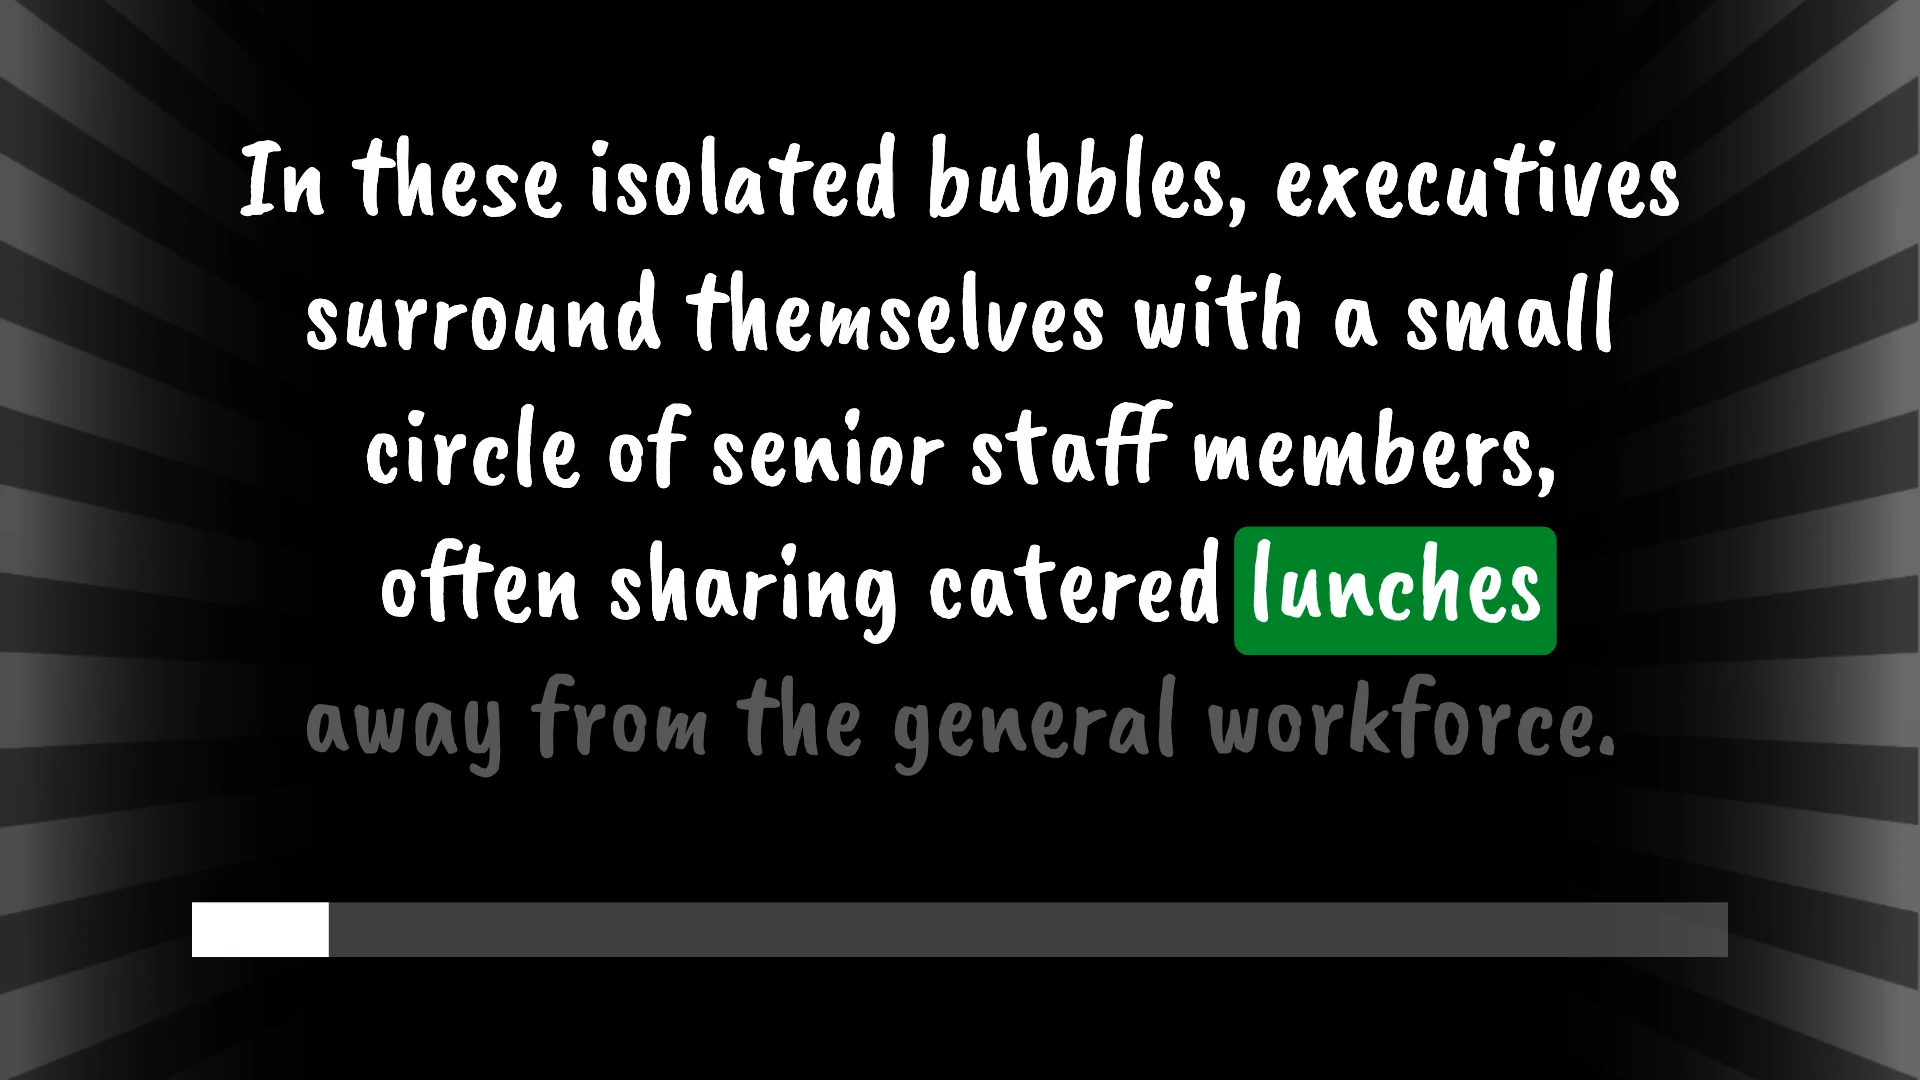 In these isolated bubbles, executives
surround themselves with a small
circle of senior staff members,
often sharing catered lunches
away from the general workforce.